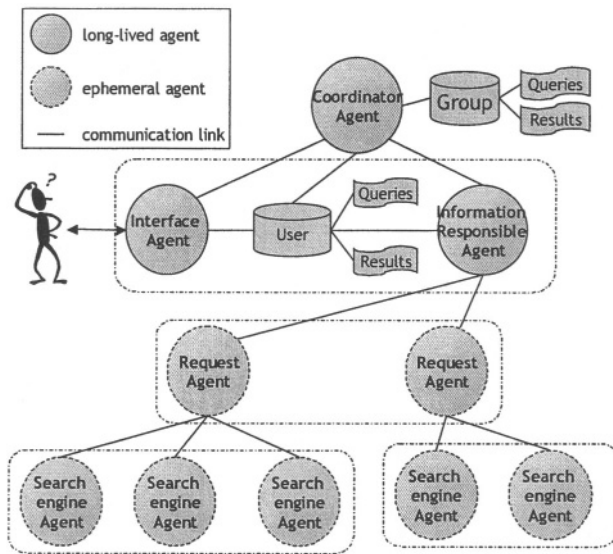 long-lived agent
ephemeral agent
communication link
Coordinator
Agent
Group
Queries
Results
?
Interface
Agent
User
Queries
Results
Information
Responsible
Agent
Request
Agent
Request
Agent
Search
engine
Agent
Search
engine
Agent
Search
engine
Agent
Search
engine
Agent
Search
engine
Agent